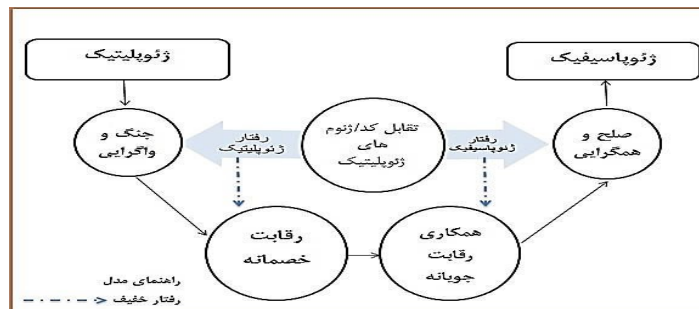 ژئوپلیتیک
ژئوپاسیفیک
جنگ و
واگرایی
رفتار
ژئوپلیتیک
تقابل کد/ژنوم
های
ژئوپلیتیک
رفتار
ژئوپاسیفیک
صلح و
همگرایی
رقابت
خصمانه
همکاری
رقابت
جویانه
راهنمای مدل
رفتار خفیف